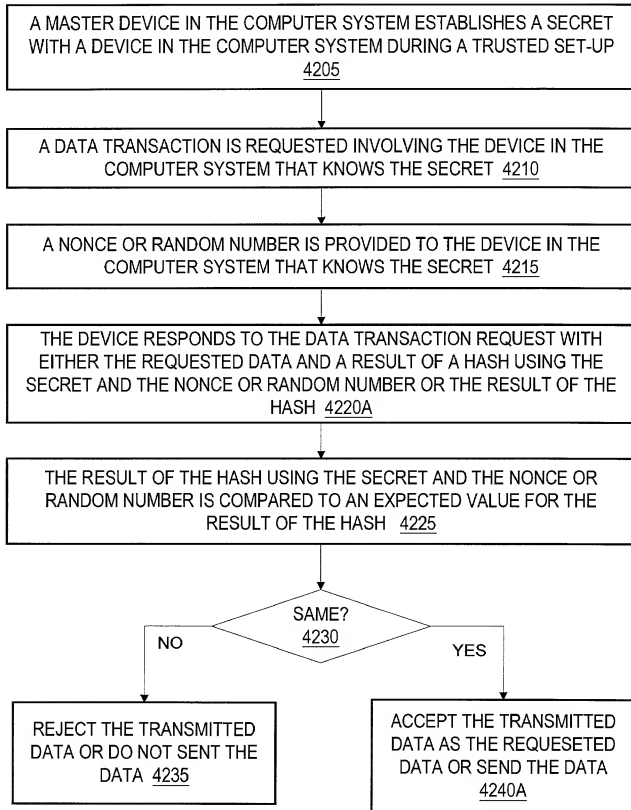 A MASTER DEVICE IN THE COMPUTER SYSTEM ESTABLISHES A SECRET
WITH A DEVICE IN THE COMPUTER SYSTEM DURING A TRUSTED SET-UP
4205
A DATA TRANSACTION IS REQUESTED INVOLVING THE DEVICE IN THE
COMPUTER SYSTEM THAT KNOWS THE SECRET 4210
A NONCE OR RANDOM NUMBER IS PROVIDED TO THE DEVICE IN THE
COMPUTER SYSTEM THAT KNOWS THE SECRET 4215
THE DEVICE RESPONDS TO THE DATA TRANSACTION REQUEST WITH
EITHER THE REQUESTED DATA AND A RESULT OF A HASH USING THE
SECRET AND THE NONCE OR RANDOM NUMBER OR THE RESULT OF THE
HASH 4220A
THE RESULT OF THE HASH USING THE SECRET AND THE NONCE OR
RANDOM NUMBER IS COMPARED TO AN EXPECTED VALUE FOR THE
RESULT OF THE HASH 4225
SAME?
4230
NO
YES
REJECT THE TRANSMITTED
DATA OR DO NOT SENT THE
DATA 4235
ACCEPT THE TRANSMITTED
DATA AS THE REQUESETED
DATA OR SEND THE DATA
4240A